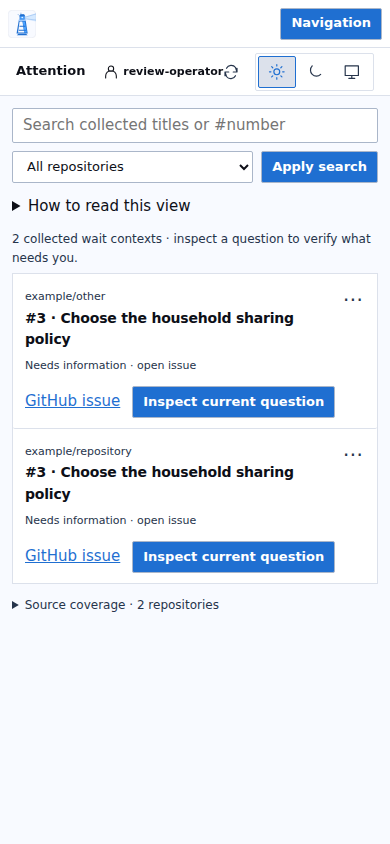 Navigation
Attention
review-operator
Search collected titles or #number
All repositories
Apply search
How to read this view
2 collected wait contexts · inspect a question to verify what
needs you.
example/other
...
#3 · Choose the household sharing
policy
Needs information · open issue
GitHub issue
Inspect current question
example/repository
...
#3 · Choose the household sharing
policy
Needs information · open issue
GitHub issue
Inspect current question
Source coverage · 2 repositories